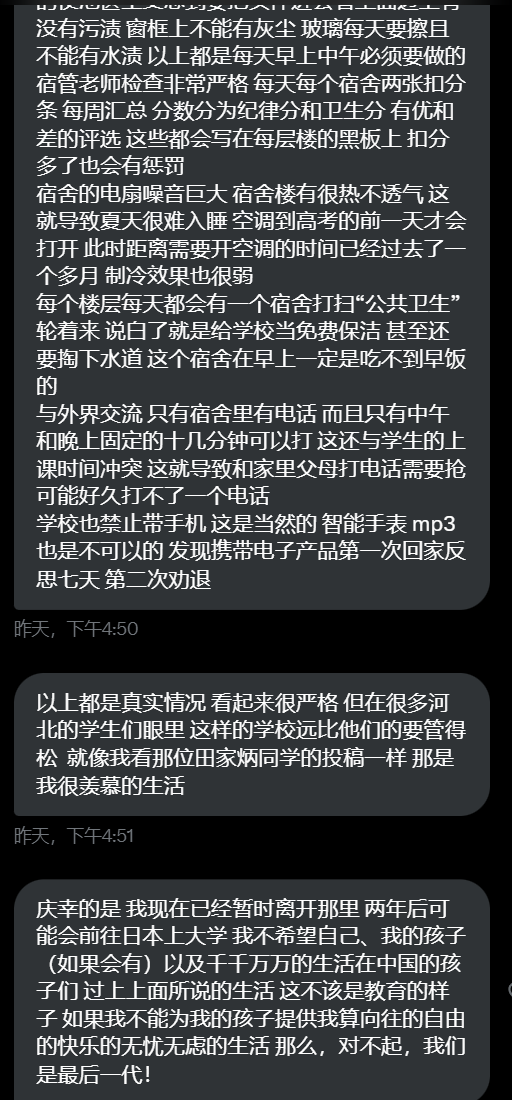 没有污渍 窗框上不能有灰尘 玻璃每天要擦且
不能有水渍 以上都是每天早上中午必须要做的
宿管老师检查非常严格 每天每个宿舍两张扣分
条 每周汇总 分数分为纪律分和卫生分 有优和
差的评选 这些都会写在每层楼的黑板上 扣分
多了也会有惩罚
宿舍的电扇噪音巨大 宿舍楼有很热不透气 这
就导致夏天很难入睡 空调到高考的前一天才会
打开 此时距离需要开空调的时间已经过去了一
个多月 制冷效果也很弱
每个楼层每天都会有一个宿舍打扫“公共卫生”
轮着来 说白了就是给学校当免费保洁 甚至还
要掏下水道 这个宿舍在早上一定是吃不到早饭
的
与外界交流 只有宿舍里有电话 而且只有中午
和晚上固定的十几分钟可以打 这还与学生的上
课时间冲突 这就导致和家里父母打电话需要抢
可能好久打不了一个电话
学校也禁止带手机 这是当然的 智能手表 mp3
也是不可以的 发现携带电子产品第一次回家反
思七天 第二次劝退
昨天，下午4:50
以上都是真实情况 看起来很严格 但在很多河
北的学生们眼里 这样的学校远比他们的要管得
松 就像我看那位田家炳同学的投稿一样 那是
我很羡慕的生活
昨天，下午4:51
庆幸的是 我现在已经暂时离开那里 两年后可
能会前往日本上大学 我不希望自己、我的孩子
（如果会有）以及千千万万的生活在中国的孩
子们 过上上面所说的生活 这不该是教育的样
子 如果我不能为我的孩子提供我算向往的自由
的快乐的无忧无虑的生活 那么，对不起，我们
是最后一代！